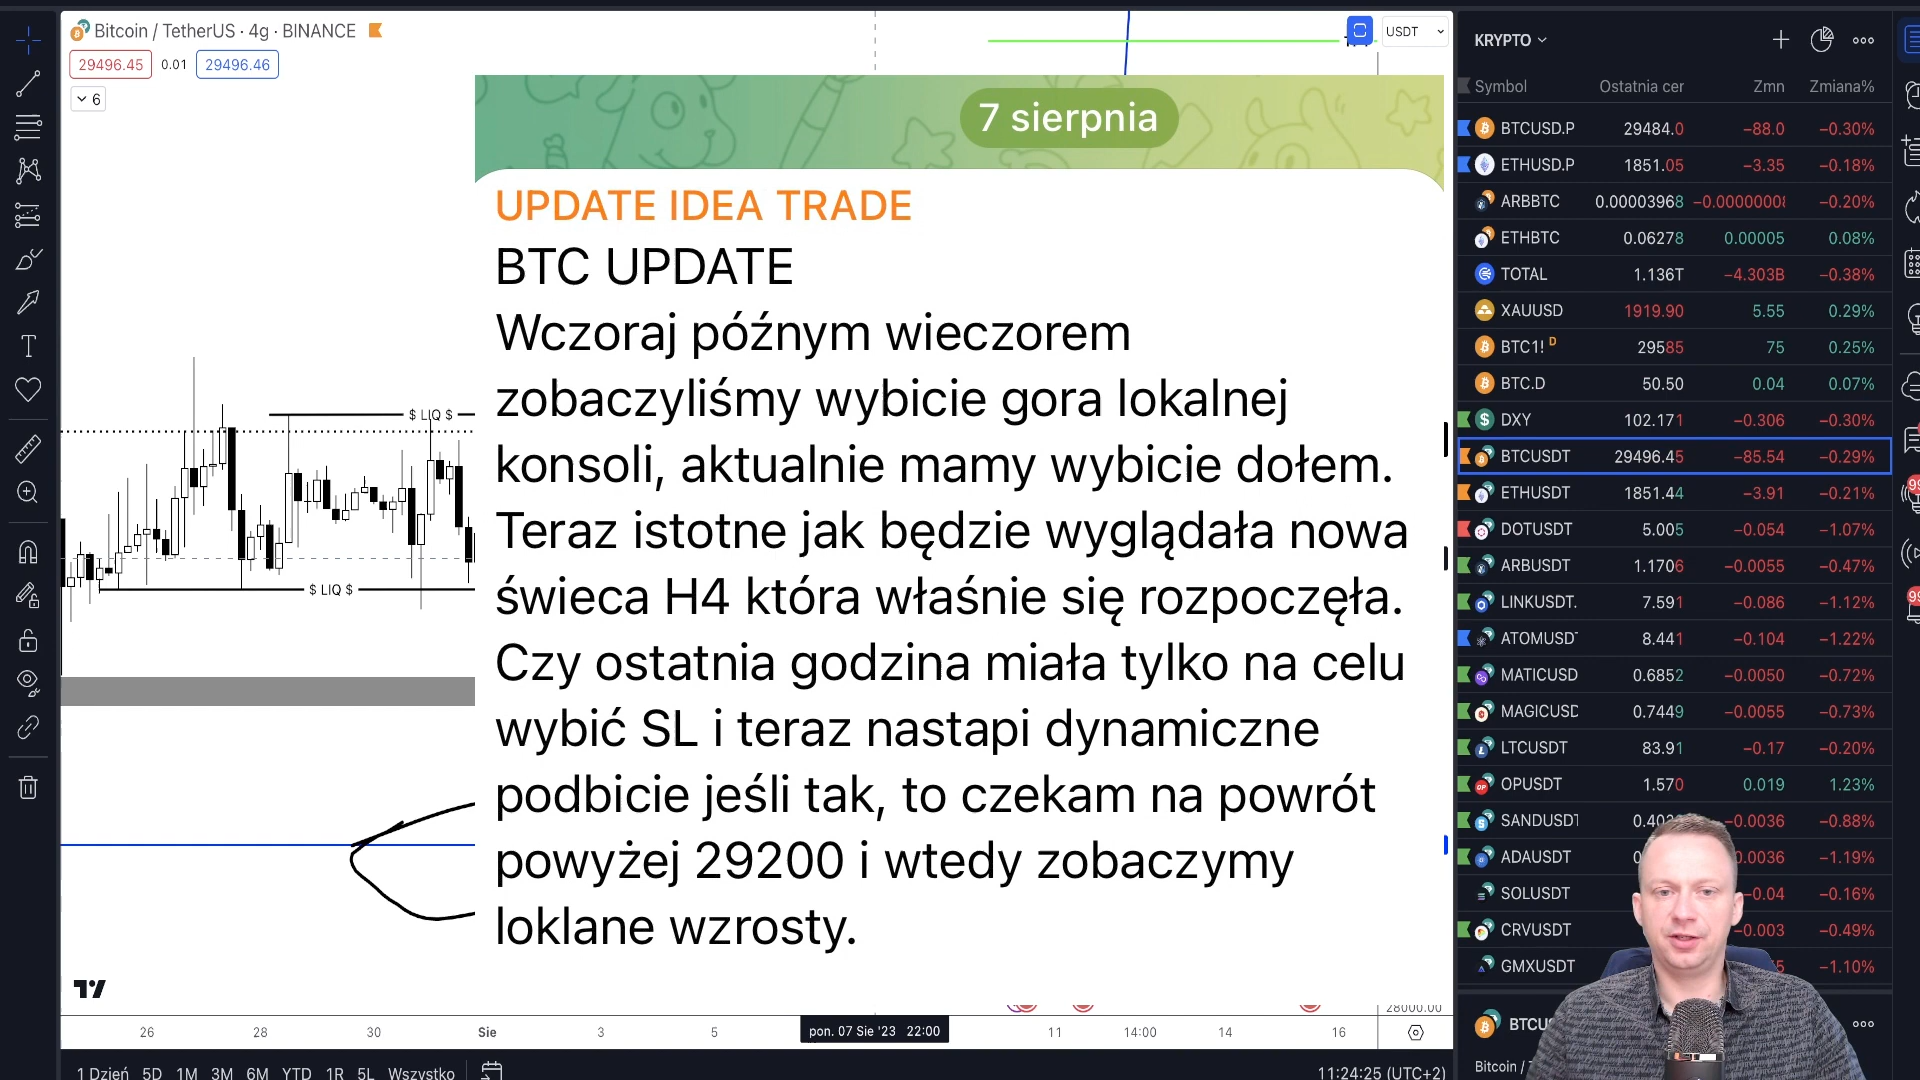 Bitcoin / TetherUS · 4g · BINANCE
29496.45 0.01 29496.46
6
USDT
7 sierpnia
UPDATE IDEA TRADE
BTC UPDATE
Wczoraj późnym wieczorem
zobaczyliśmy wybicie gora lokalnej
konsoli, aktualnie mamy wybicie dołem.
Teraz istotne jak będzie wyglądała nowa
świeca H4 która właśnie się rozpoczęła.
Czy ostatnia godzina miała tylko na celu
wybić SL i teraz nastapi dynamiczne
podbicie jeśli tak, to czekam na powrót
powyżej 29200 i wtedy zobaczymy
loklane wzrosty.
$ LIQ $
$ LIQ $
28000.00
26 28 30 Sie 3 5 pon. 07 Sie '23 22:00 11 14:00 14 16
1 Dzień 5D 1M 3M 6M YTD 1R 5L Wszystko
11:24:25 (UTC+2)
KRYPTO
Symbol Ostatnia cer Zmn Zmiana%
BTCUSD.P 29484.0 −88.0 −0.30%
ETHUSD.P 1851.05 −3.35 −0.18%
ARBBTC 0.00003968 −0.00000008 −0.20%
ETHBTC 0.06278 0.00005 0.08%
TOTAL 1.136T −4.303B −0.38%
XAUUSD 1919.90 5.55 0.29%
BTC1! D 29585 75 0.25%
BTC.D 50.50 0.04 0.07%
DXY 102.171 −0.306 −0.30%
BTCUSDT 29496.45 −85.54 −0.29%
ETHUSDT 1851.44 −3.91 −0.21%
DOTUSDT 5.005 −0.054 −1.07%
ARBUSDT 1.1706 −0.0055 −0.47%
LINKUSDT. 7.591 −0.086 −1.12%
ATOMUSDT 8.441 −0.104 −1.22%
MATICUSD 0.6852 −0.0050 −0.72%
MAGICUSD 0.7449 −0.0055 −0.73%
LTCUSDT 83.91 −0.17 −0.20%
OPUSDT 1.570 0.019 1.23%
SANDUSDT −0.0036 −0.88%
ADAUSDT −1.19%
SOLUSDT −0.04 −0.16%
CRVUSDT −0.003 −0.49%
GMXUSDT −1.10%
Bitcoin /